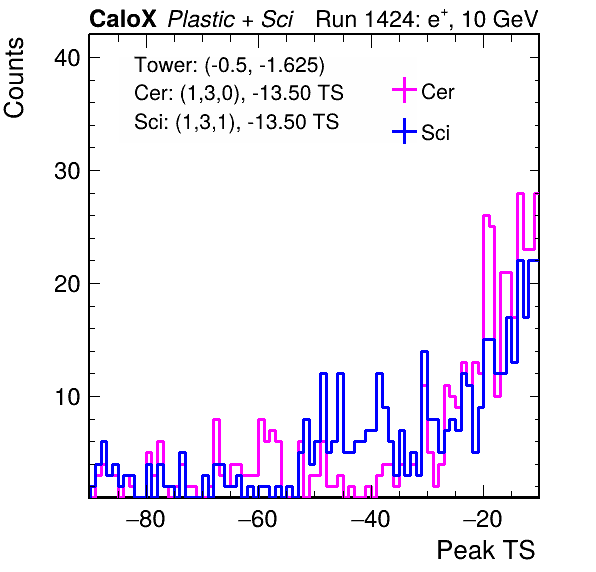 CaloX Plastic + Sci Run 1424: e+, 10 GeV
Counts
Tower: (-0.5, -1.625)
Cer: (1,3,0), -13.50 TS
Sci: (1,3,1), -13.50 TS
Cer
Sci
40
30
20
10
−80 −60 −40 −20
Peak TS